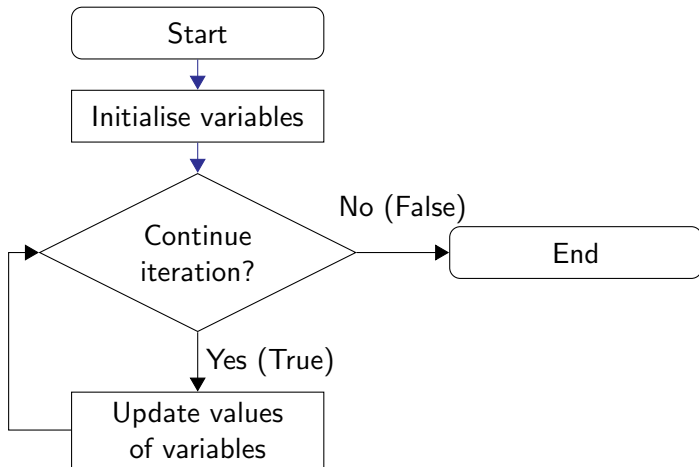 Start
Initialise variables
No (False)
Continue
iteration?
End
Yes (True)
Update values
of variables